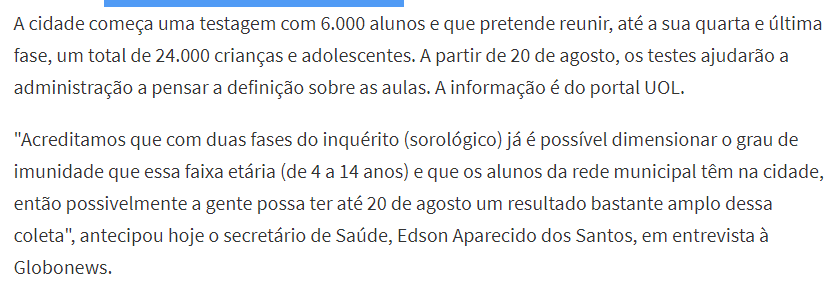 A cidade começa uma testagem com 6.000 alunos e que pretende reunir, até a sua quarta e última
fase, um total de 24.000 crianças e adolescentes. A partir de 20 de agosto, os testes ajudarão a
administração a pensar a definição sobre as aulas. A informação é do portal UOL.
"Acreditamos que com duas fases do inquérito (sorológico) já é possível dimensionar o grau de
imunidade que essa faixa etária (de 4 a 14 anos) e que os alunos da rede municipal têm na cidade,
então possivelmente a gente possa ter até 20 de agosto um resultado bastante amplo dessa
coleta", antecipou hoje o secretário de Saúde, Edson Aparecido dos Santos, em entrevista à
Globonews.